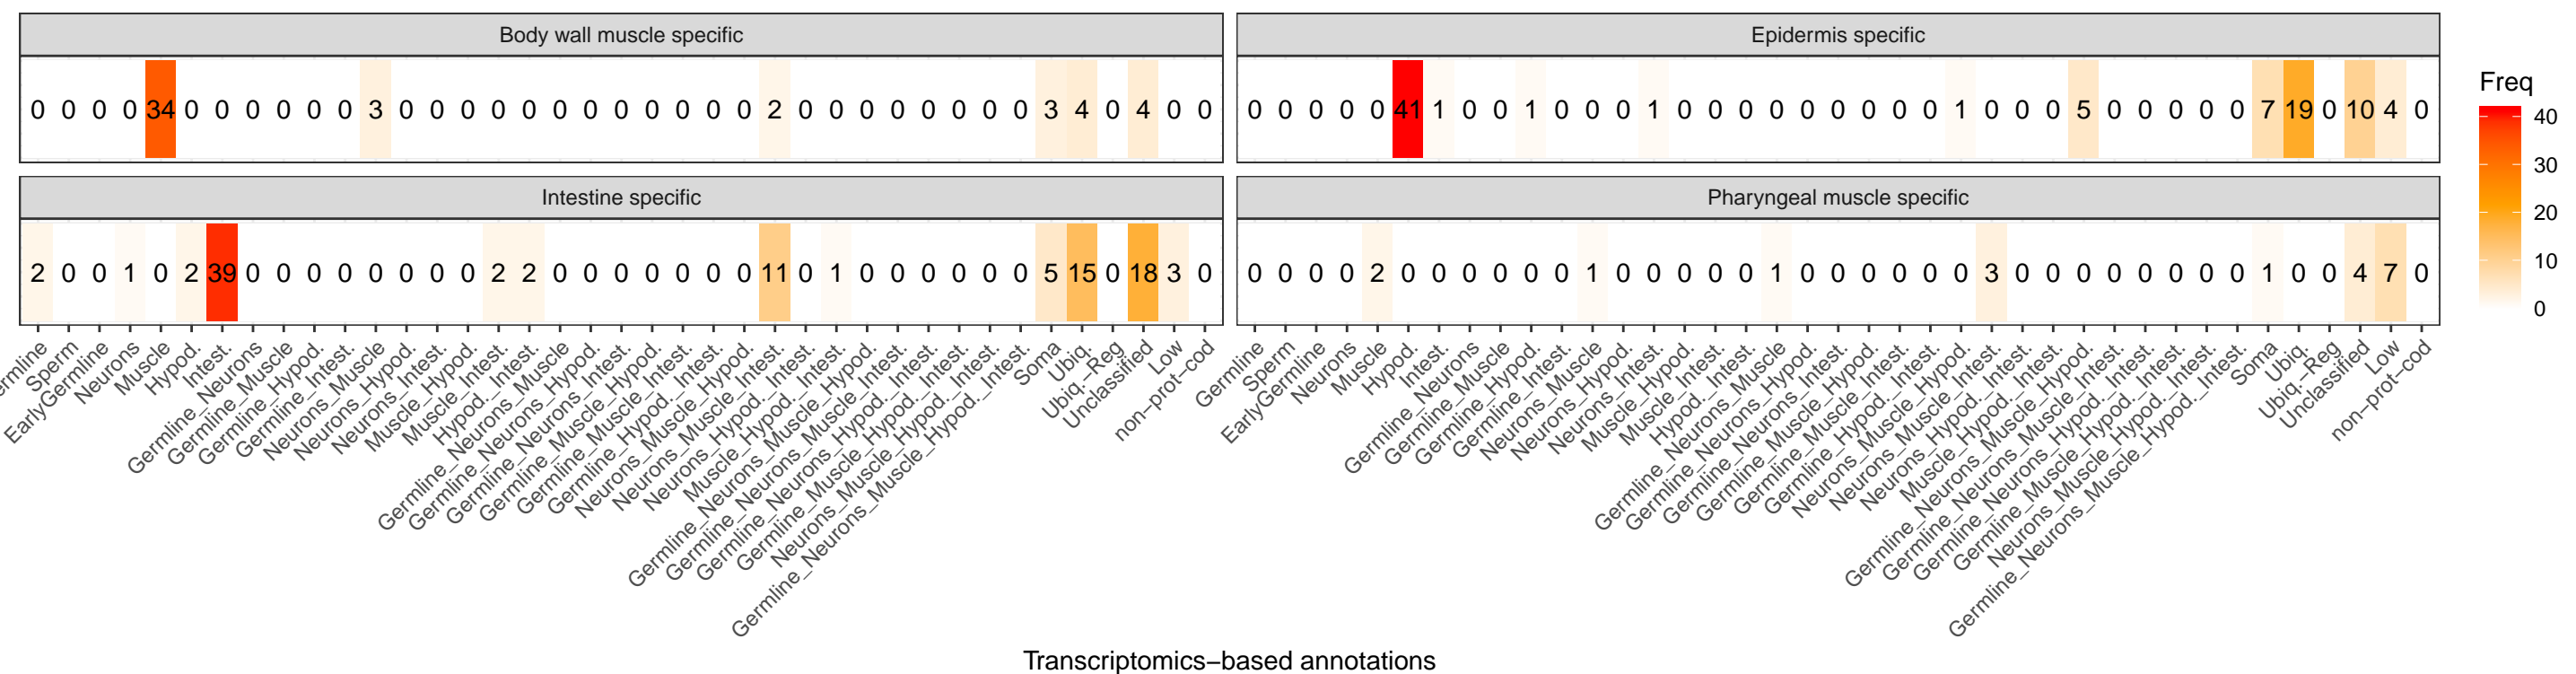 Body wall muscle specific
0 0 0 0 34 0 0 0 0 0 0 3 0 0 0 0 0 0 0 0 0 0 0 0 2 0 0 0 0 0 0 0 0 3 4 0 4 0 0
Epidermis specific
0 0 0 0 0 41 1 0 0 1 0 0 0 1 0 0 0 0 0 0 0 0 0 1 0 0 0 5 0 0 0 0 0 7 19 0 10 4 0
Intestine specific
2 0 0 1 0 2 39 0 0 0 0 0 0 0 0 2 2 0 0 0 0 0 0 0 11 0 1 0 0 0 0 0 0 5 15 0 18 3 0
Pharyngeal muscle specific
0 0 0 0 2 0 0 0 0 0 0 1 0 0 0 0 0 1 0 0 0 0 0 0 3 0 0 0 0 0 0 0 0 1 0 0 4 7 0
ermline
Sperm
EarlyGermline
Neurons
Muscle
Hypod.
Intest.
Germline_Neurons
Germline_Muscle
Germline_Hypod.
Germline_Intest.
Neurons_Muscle
Neurons_Hypod.
Neurons_Intest.
Muscle_Hypod.
Muscle_Intest.
Hypod._Intest.
Germline_Neurons_Muscle
Germline_Neurons_Hypod.
Germline_Neurons_Intest.
Germline_Muscle_Hypod.
Germline_Muscle_Intest.
Germline_Hypod._Intest.
Neurons_Muscle_Hypod.
Neurons_Muscle_Intest.
Neurons_Hypod._Intest.
Muscle_Hypod._Intest.
Germline_Neurons_Muscle_Hypod.
Germline_Neurons_Muscle_Intest.
Germline_Neurons_Hypod._Intest.
Germline_Muscle_Hypod._Intest.
Neurons_Muscle_Hypod._Intest.
Germline_Neurons_Muscle_Hypod._Intest.
Soma
Ubiq.
Ubiq.−Reg
Unclassified
Low
non−prot−cod
Germline
Sperm
EarlyGermline
Neurons
Muscle
Hypod.
Intest.
Germline_Neurons
Germline_Muscle
Germline_Hypod.
Germline_Intest.
Neurons_Muscle
Neurons_Hypod.
Neurons_Intest.
Muscle_Hypod.
Muscle_Intest.
Hypod._Intest.
Germline_Neurons_Muscle
Germline_Neurons_Hypod.
Germline_Neurons_Intest.
Germline_Muscle_Hypod.
Germline_Muscle_Intest.
Germline_Hypod._Intest.
Neurons_Muscle_Hypod.
Neurons_Muscle_Intest.
Neurons_Hypod._Intest.
Muscle_Hypod._Intest.
Germline_Neurons_Muscle_Hypod.
Germline_Neurons_Muscle_Intest.
Germline_Neurons_Hypod._Intest.
Germline_Muscle_Hypod._Intest.
Neurons_Muscle_Hypod._Intest.
Germline_Neurons_Muscle_Hypod._Intest.
Soma
Ubiq.
Ubiq.−Reg
Unclassified
Low
non−prot−cod
Transcriptomics−based annotations
Freq
40
30
20
10
0